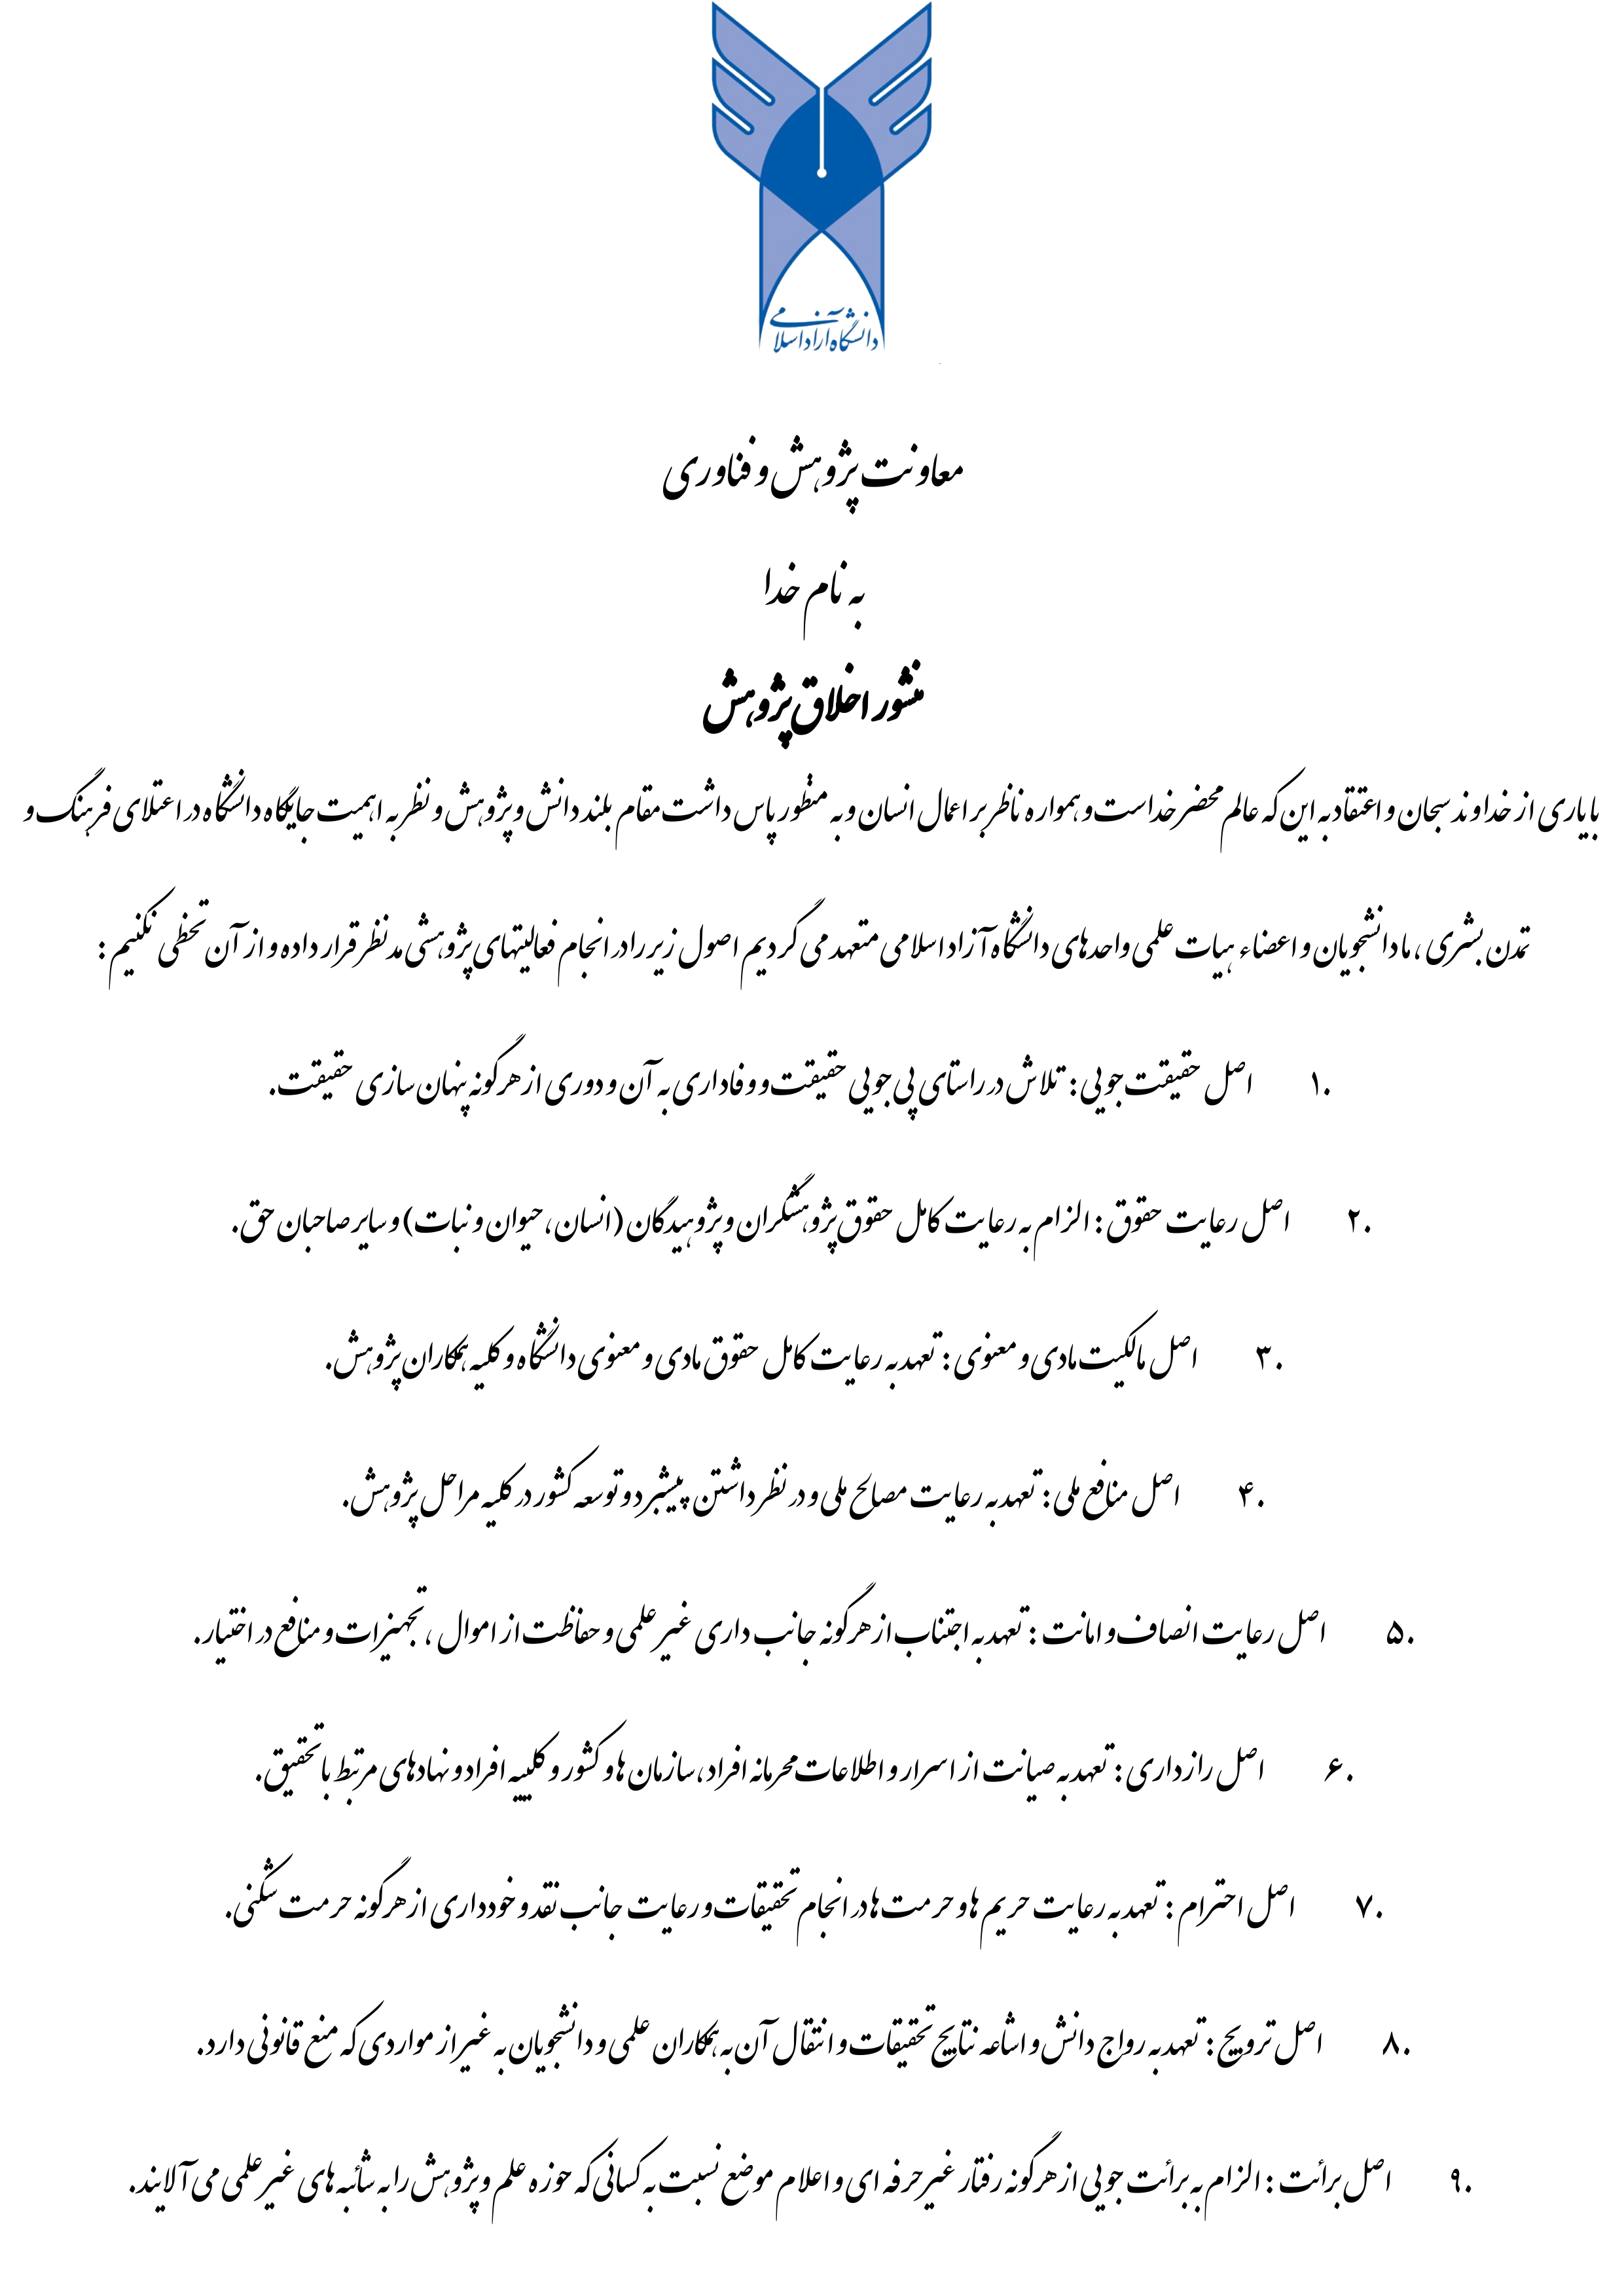 دانشگاه آزاد اسلامی
معاونت پژوهش و فناوری
به نام خدا
منشور اخلاق پژوهش
با یاری از خداوند سبحان و اعتقاد به این که عالم محضر خداست و همواره ناظر بر اعمال انسان و به منظور پاس داشت مقام بلند دانش و پژوهش و نظر به اهمیت جایگاه دانشگاه در اعتلای فرهنگ و
تمدن بشری، ما دانشجویان و اعضاء هیات علمی واحدهای دانشگاه آزاد اسلامی متعهد می گردیم اصول زیر را در انجام فعالیتهای پژوهشی مد نظر قرار داده و از آن تخطی نکنیم :
۱. اصل حقیقت جویی : تلاش در راستای پی جویی حقیقت و وفاداری به آن و دوری از هرگونه پنهان سازی حقیقت.
۲. اصل رعایت حقوق : الزام به رعایت کامل حقوق پژوهشگران و پژوهیدگان (انسان، حیوان و نبات) و سایر صاحبان حق.
۳. اصل مالکیت مادی و معنوی : تعهد به رعایت کامل حقوق مادی و معنوی دانشگاه و کلیه همکاران پژوهش.
۴. اصل منافع ملی : تعهد به رعایت مصالح ملی و در نظر داشتن پیشبرد و توسعه کشور در کلیه مراحل پژوهش.
۵. اصل رعایت انصاف و امانت : تعهد به اجتناب از هرگونه جانب داری غیر علمی و حفاظت از اموال ، تجهیزات و منافع در اختیار.
۶. اصل رازداری : تعهد به صیانت از اسرار و اطلاعات محرمانه افراد، سازمان ها و کشور و کلییه افراد و نهادهای مرتبط با تحقیق.
۷. اصل احترام : تعهد به رعایت حریم ها و حرمت ها در انجام تحقیقات و رعایت جانب نقد و خودداری از هرگونه حرمت شکنی.
۸. اصل ترویج : تعهد به رواج دانش و اشاعه نتایج تحقیقات و انتقال آن به همکاران علمی و دانشجویان به غیر از مواردی که منع قانونی دارد.
۹. اصل برائت : الزام به برائت جویی از هرگونه رفتار غیرحرفه ای و اعلام موضع نسبت به کسانی که حوزه علم و پژوهش را به شائبه های غیر علمی می آلایند.